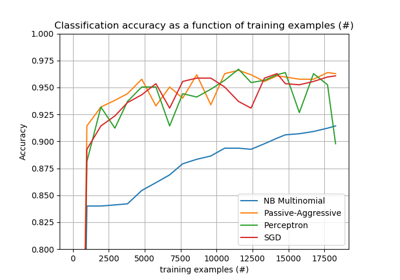 Classification accuracy as a function of training examples (#)
1.000
0.975
0.950
0.925
0.900
0.875
0.850
0.825
0.800
Accuracy
NB Multinomial
Passive-Aggressive
Perceptron
SGD
0 2500 5000 7500 10000 12500 15000 17500
training examples (#)